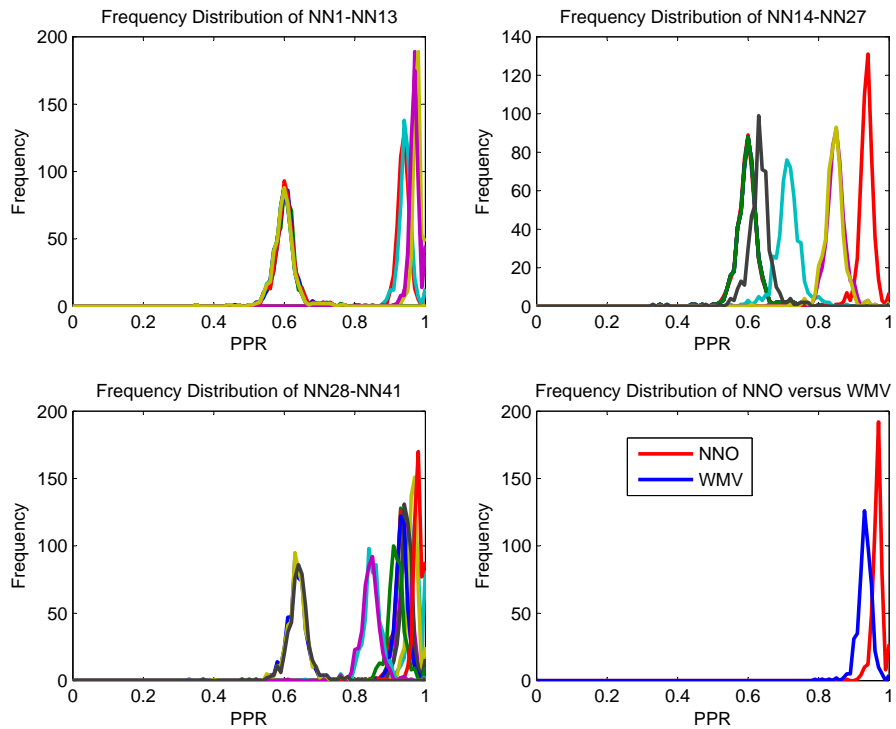 Frequency Distribution of NN1-NN13
200
150
100
50
0
Frequency
0 0.2 0.4 0.6 0.8 1
PPR
Frequency Distribution of NN14-NN27
140
120
100
80
60
40
20
0
Frequency
0 0.2 0.4 0.6 0.8 1
PPR
Frequency Distribution of NN28-NN41
200
150
100
50
0
Frequency
0 0.2 0.4 0.6 0.8 1
PPR
Frequency Distribution of NNO versus WMV
200
150
100
50
0
Frequency
NNO
WMV
0 0.2 0.4 0.6 0.8 1
PPR